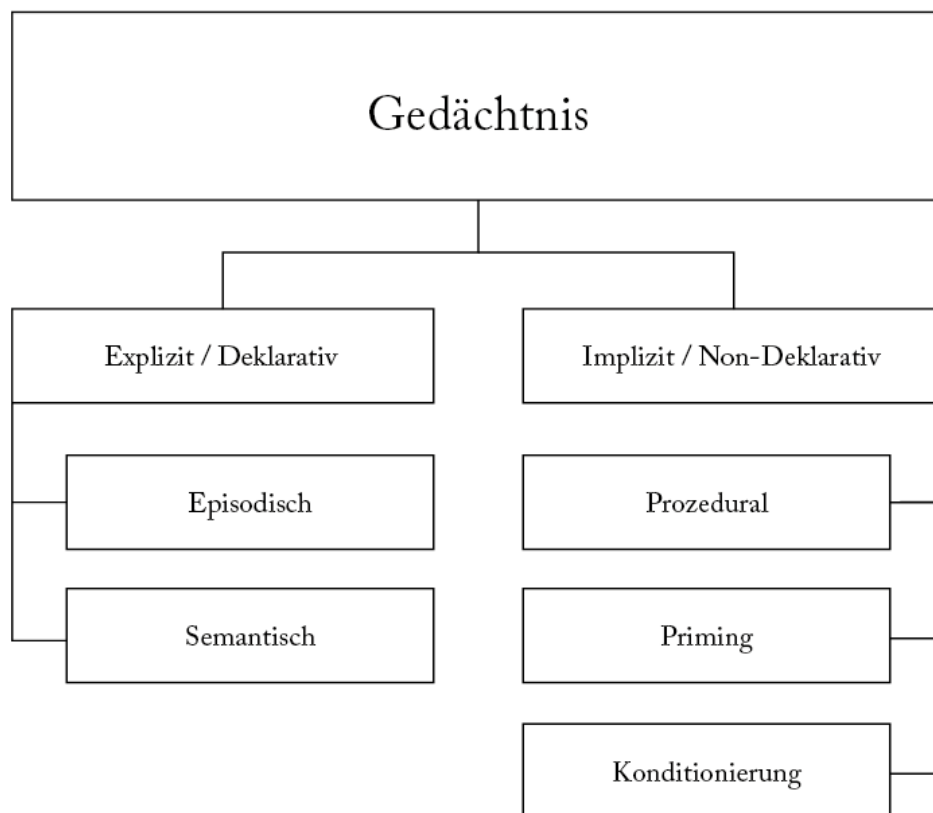 Gedächtnis
Explizit / Deklarativ
Implizit / Non-Deklarativ
Episodisch
Prozedural
Semantisch
Priming
Konditionierung